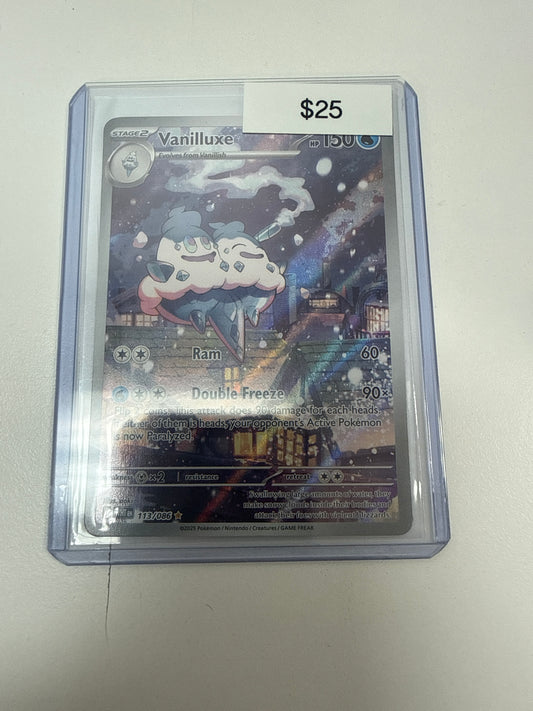 $25
STAGE 2
Vanilluxe
HP 150
Evolves from Vanillish
Ram 60
Double Freeze 90×
Flip 2 coins. This attack does 90 damage for each heads.
If either of them is heads, your opponent's Active Pokémon
is now Paralyzed.
weakness ×2 resistance retreat
Swallowing large amounts of water, they
make snow clouds inside their bodies and
attack their foes with violent blizzards.
113/086
©2025 Pokémon / Nintendo / Creatures / GAME FREAK